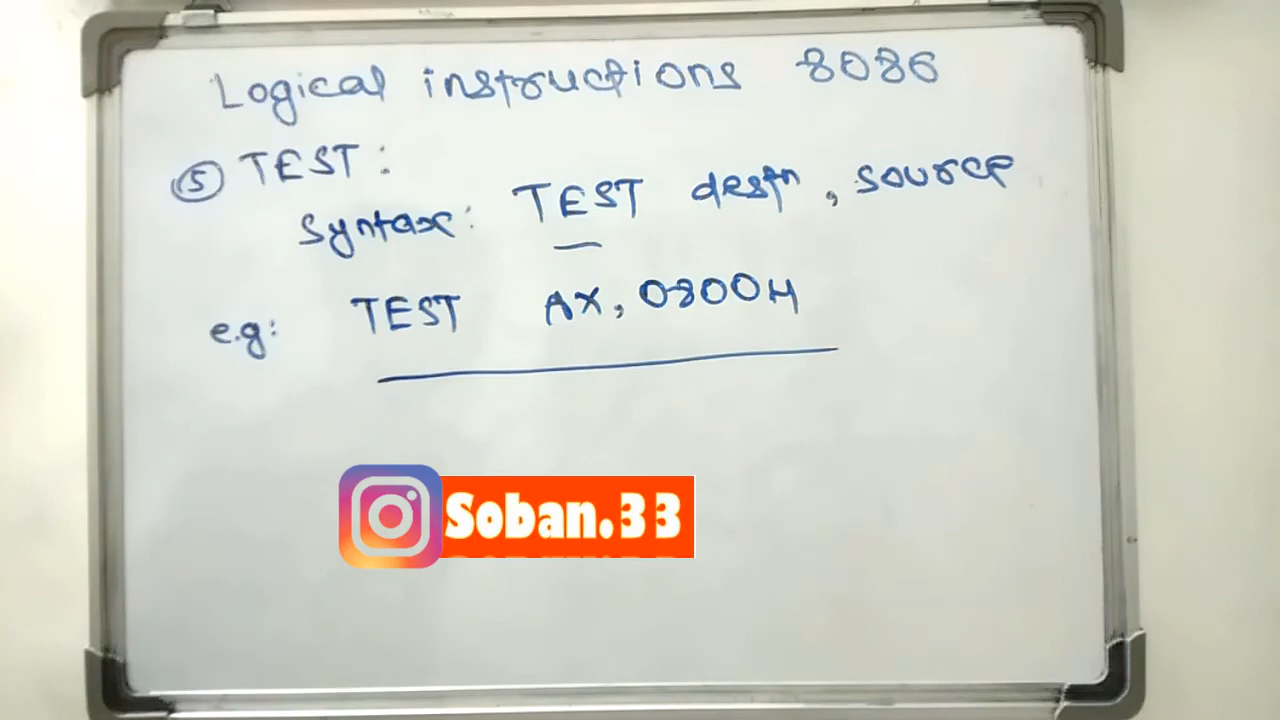 Logical instructions 8086
⑤ TEST:
Syntax: TEST destn, source
e.g: TEST AX, 0800H
Soban.33